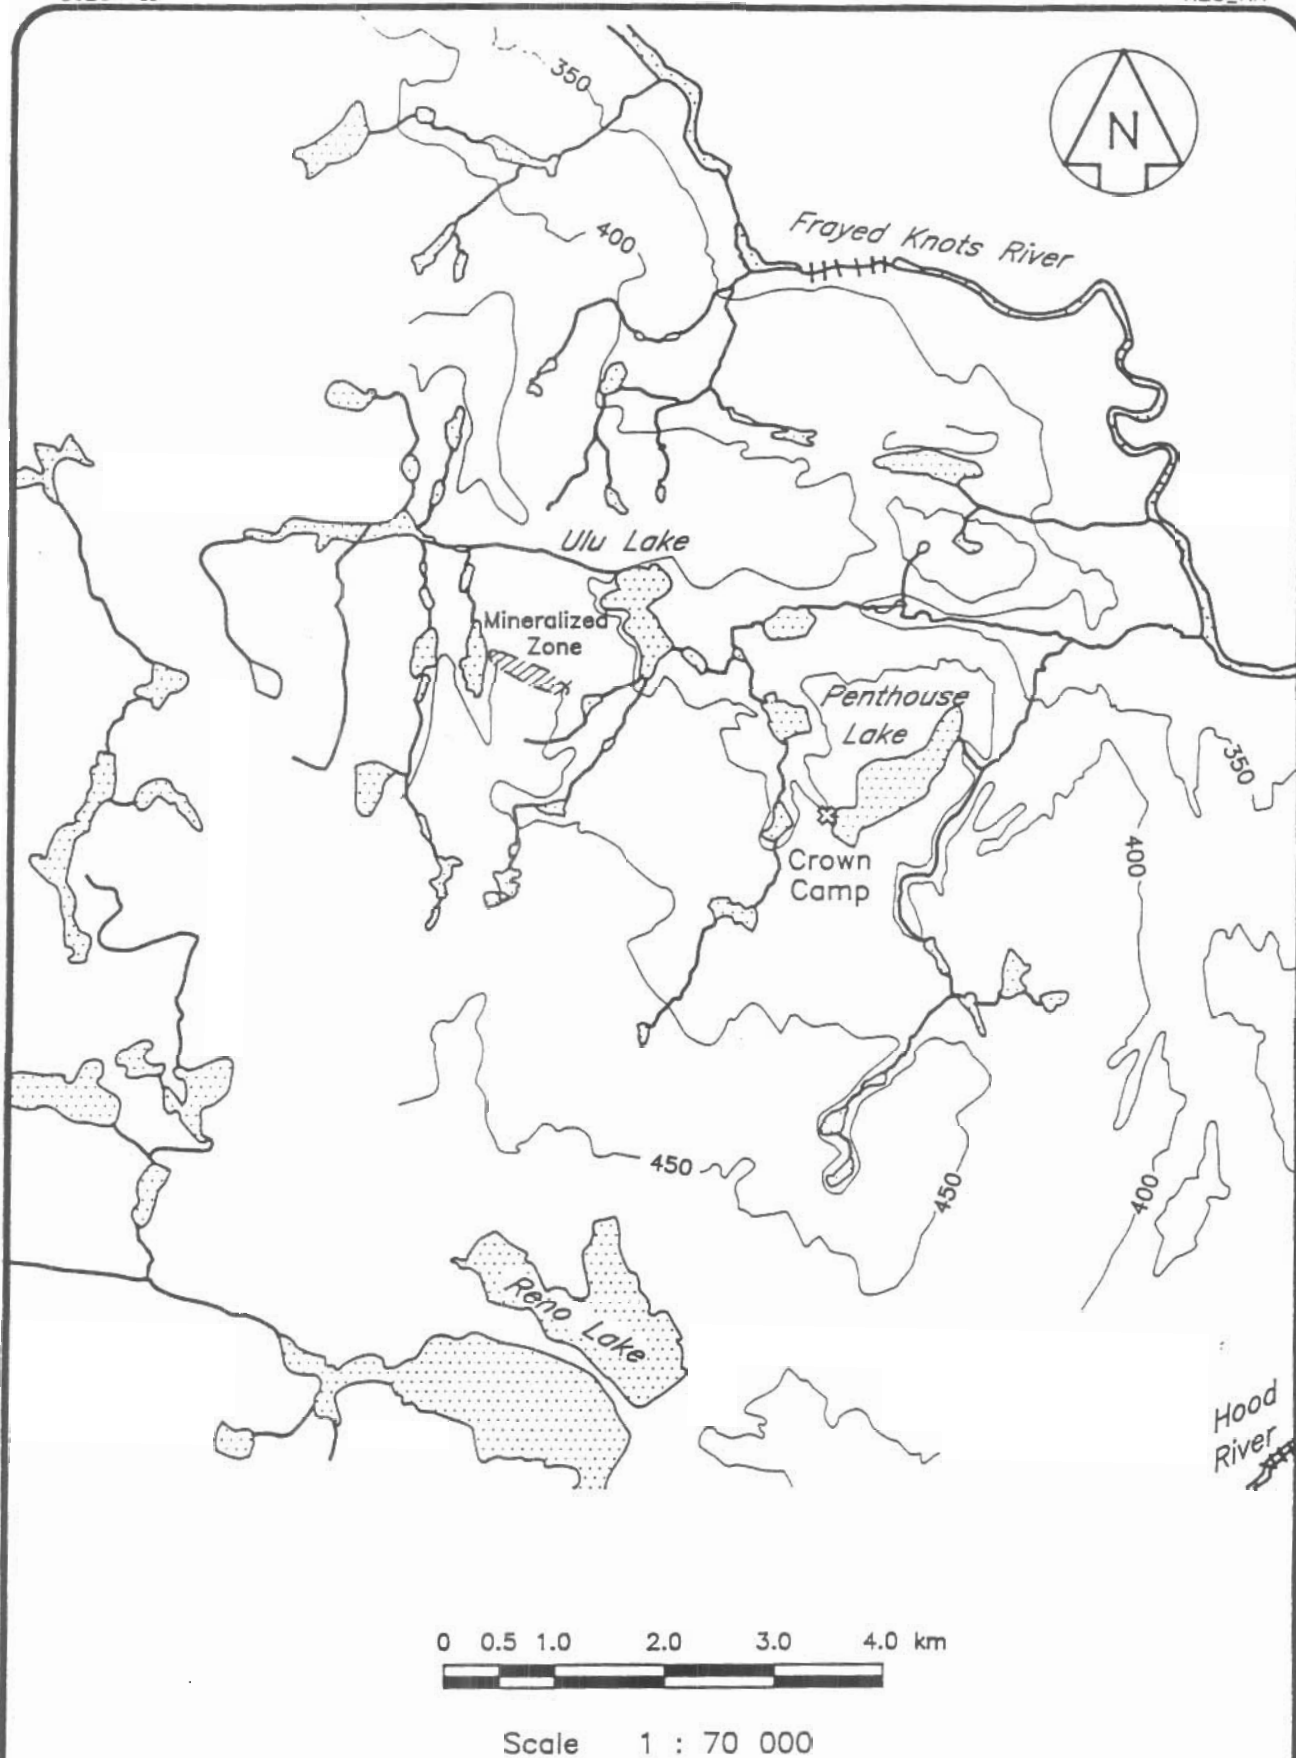 350
N
Frayed Knots River
400
Ulu Lake
Mineralized
Zone
Penthouse
Lake
350
400
Crown
Camp
450
450
400
Reno Lake
Hood
River
0 0.5 1.0 2.0 3.0 4.0 km
Scale 1 : 70 000